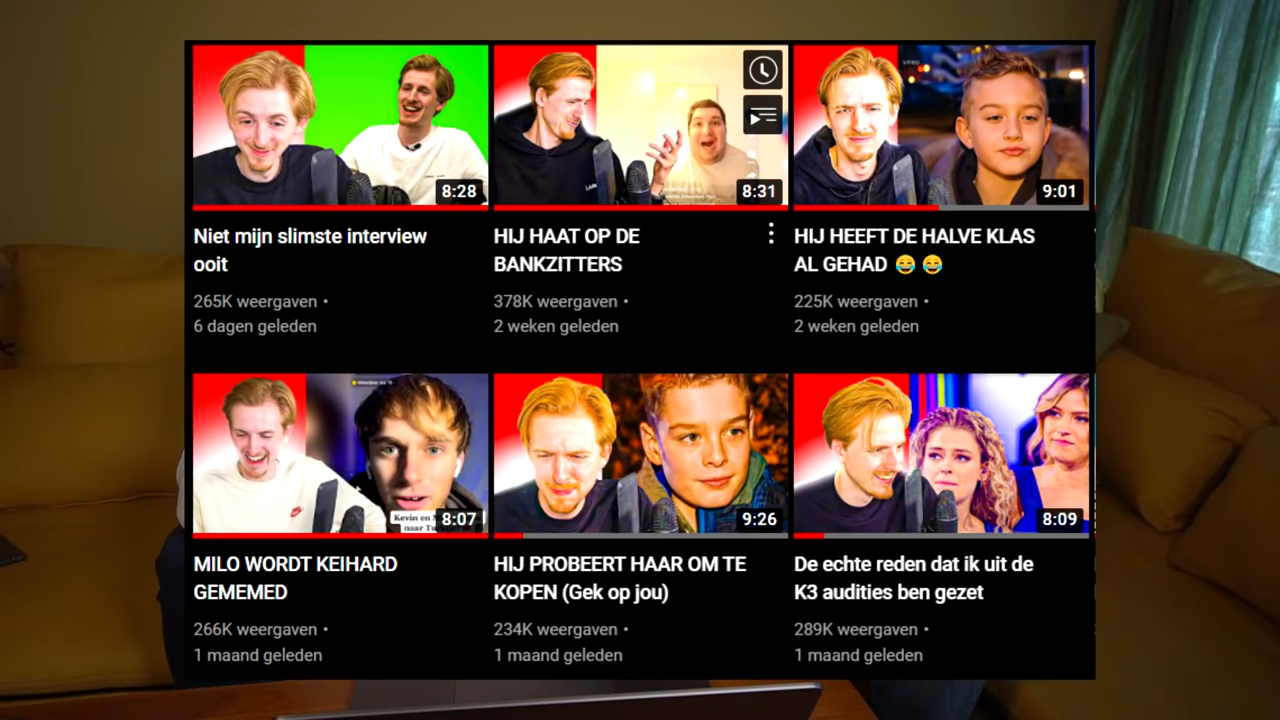 8:28
8:31
VPRO
9:01
Niet mijn slimste interview
ooit
265K weergaven •
6 dagen geleden
HIJ HAAT OP DE
BANKZITTERS
378K weergaven •
2 weken geleden
HIJ HEEFT DE HALVE KLAS
AL GEHAD 😂 😂
225K weergaven •
2 weken geleden
Kevin en
naar
8:07
9:26
8:09
MILO WORDT KEIHARD
GEMEMED
266K weergaven •
1 maand geleden
HIJ PROBEERT HAAR OM TE
KOPEN (Gek op jou)
234K weergaven •
1 maand geleden
De echte reden dat ik uit de
K3 audities ben gezet
289K weergaven •
1 maand geleden